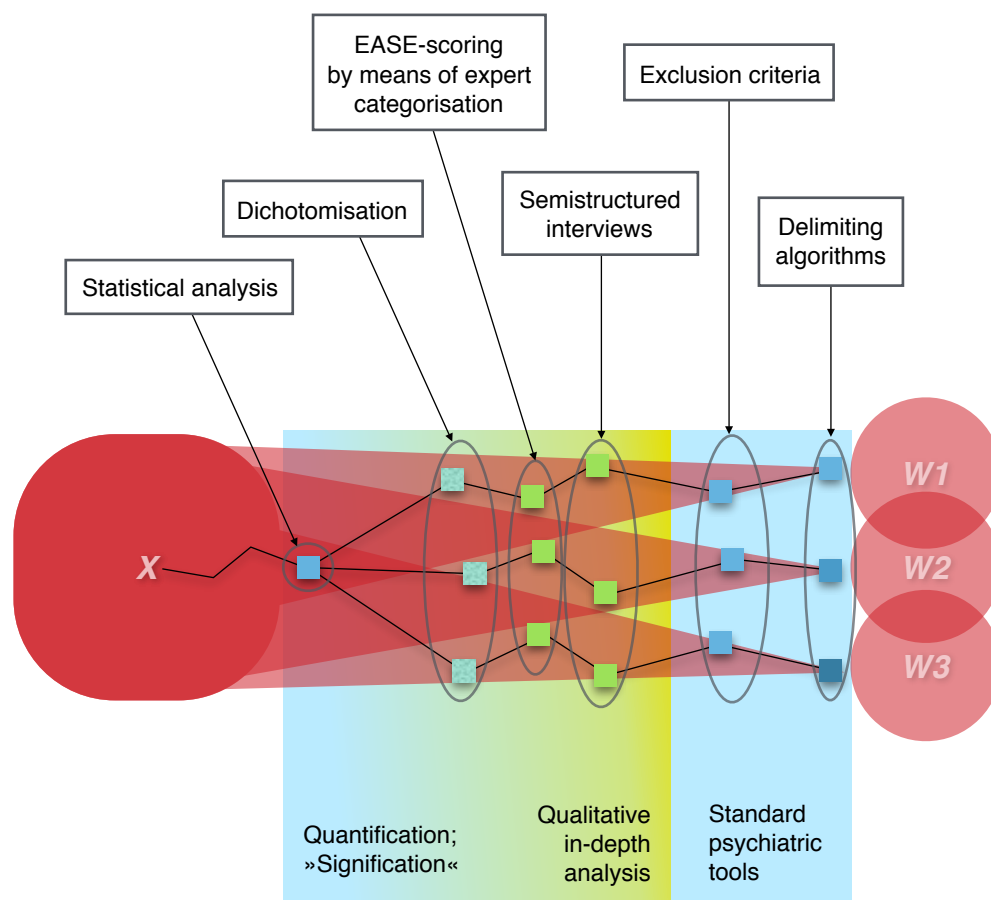 EASE-scoring
by means of expert
categorisation
Exclusion criteria
Dichotomisation
Semistructured
interviews
Delimiting
algorithms
Statistical analysis
W1
X
W2
W3
Quantification;
»Signification«
Qualitative
in-depth
analysis
Standard
psychiatric
tools